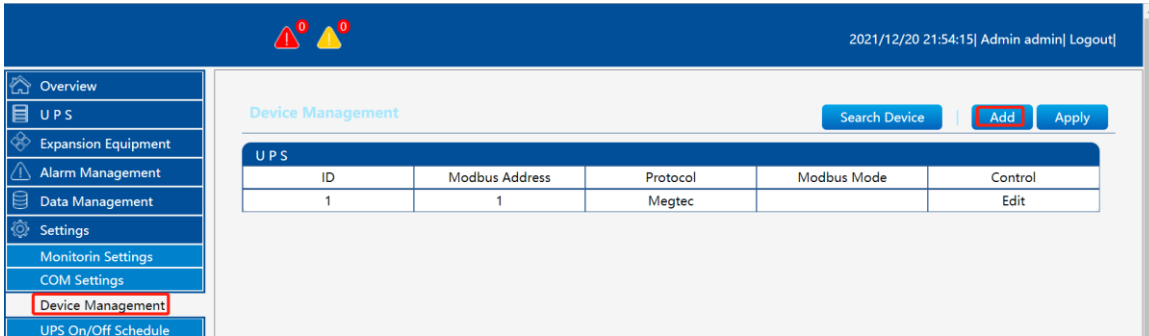 0 0
2021/12/20 21:54:15| Admin admin| Logout|
Overview
UPS
Expansion Equipment
Alarm Management
Data Management
Settings
Monitorin Settings
COM Settings
Device Management
UPS On/Off Schedule
Device Management
Search Device | Add Apply
UPS
ID Modbus Address Protocol Modbus Mode Control
1 1 Megtec Edit